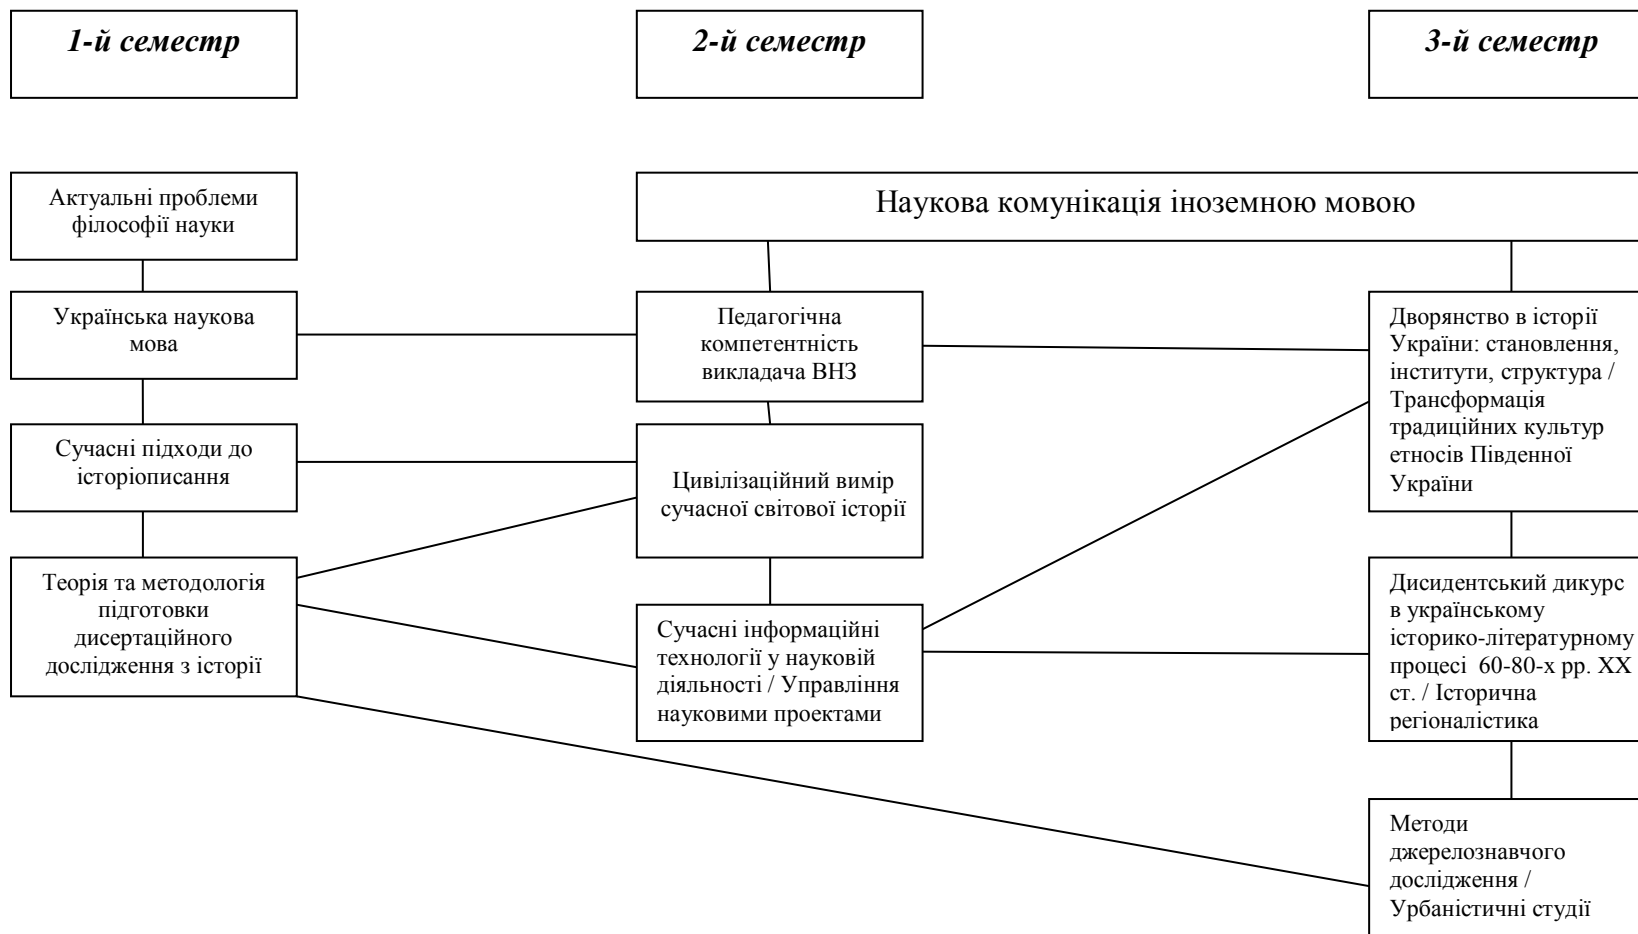 1-й семестр
2-й семестр
3-й семестр
Актуальні проблеми
філософії науки
Українська наукова
мова
Сучасні підходи до
історіописання
Теорія та методологія
підготовки
дисертаційного
дослідження з історії
Наукова комунікація іноземною мовою
Педагогічна
компетентність
викладача ВНЗ
Цивілізаційний вимір
сучасної світової історії
Сучасні інформаційні
технології у науковій
діяльності / Управління
науковими проектами
Дворянство в історії
України: становлення,
інститути, структура /
Трансформація
традиційних культур
етносів Південної
України
Дисидентський дикурс
в українському
історико-літературному
процесі 60-80-х рр. ХХ
ст. / Історична
регіоналістика
Методи
джерелознавчого
дослідження /
Урбаністичні студії